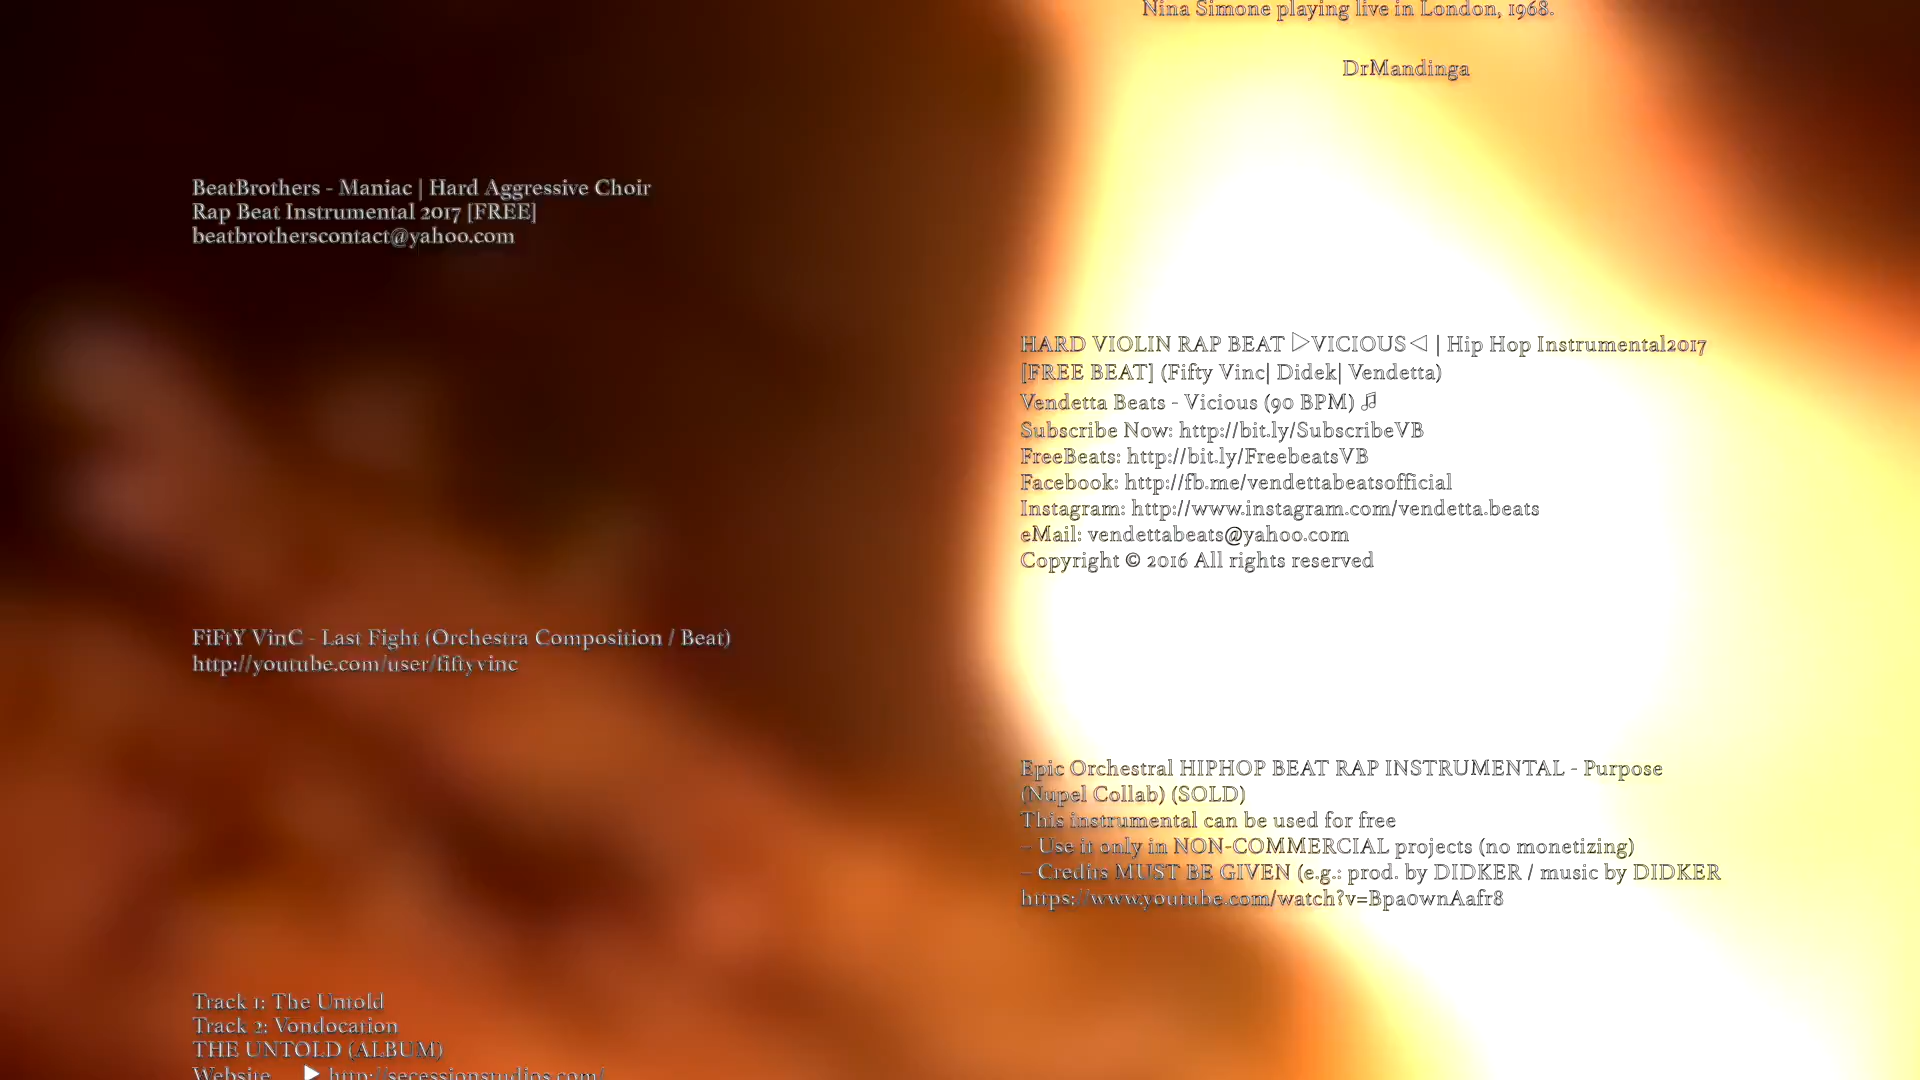 Nina Simone playing live in London, 1968.
DrMandinga
BeatBrothers - Maniac | Hard Aggressive Choir
Rap Beat Instrumental 2017 [FREE]
beatbrotherscontact@yahoo.com
HARD VIOLIN RAP BEAT ▷VICIOUS◁ | Hip Hop Instrumental2017
[FREE BEAT] (Fifty Vinc| Didek| Vendetta)
Vendetta Beats - Vicious (90 BPM) ♫
Subscribe Now: http://bit.ly/SubscribeVB
FreeBeats: http://bit.ly/FreebeatsVB
Facebook: http://fb.me/vendettabeatsofficial
Instagram: http://www.instagram.com/vendetta.beats
eMail: vendettabeats@yahoo.com
Copyright © 2016 All rights reserved
FiFtY VinC - Last Fight (Orchestra Composition / Beat)
http://youtube.com/user/fiftyvinc
Epic Orchestral HIPHOP BEAT RAP INSTRUMENTAL - Purpose
(Nupel Collab) (SOLD)
This instrumental can be used for free
– Use it only in NON-COMMERCIAL projects (no monetizing)
– Credits MUST BE GIVEN (e.g.: prod. by DIDKER / music by DIDKER
https://www.youtube.com/watch?v=Bpa0wnAafr8
Track 1: The Untold
Track 2: Vondocarion
THE UNTOLD (ALBUM)
Website ▶ http://secessionstudios.com/